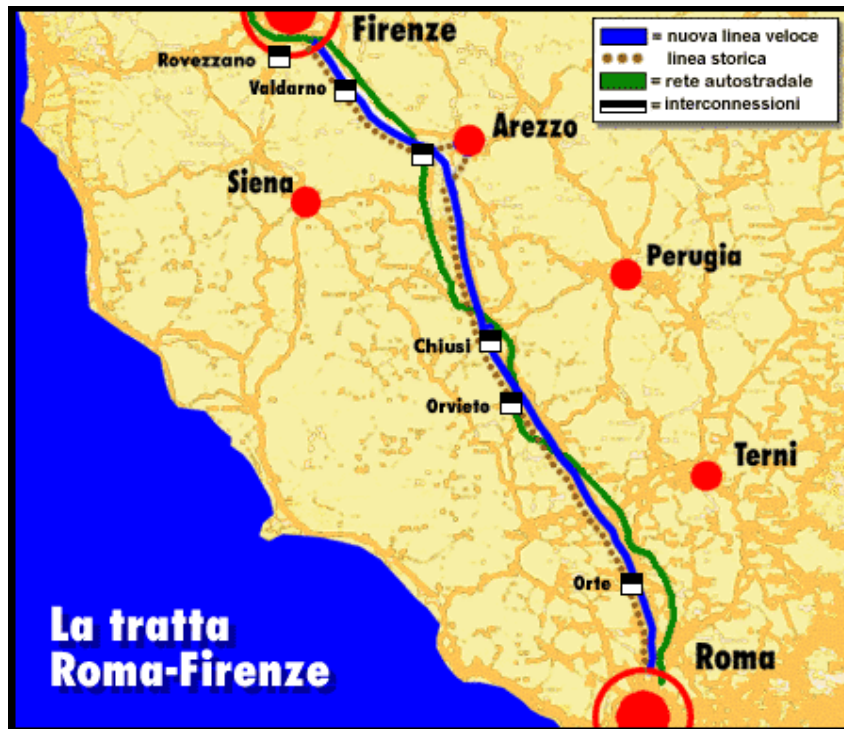 Firenze
= nuova linea veloce
linea storica
= rete autostradale
= interconnessioni
Rovezzano
Valdarno
Arezzo
Siena
Perugia
Chiusi
Orvieto
Terni
Orte
La tratta
Roma-Firenze
Roma